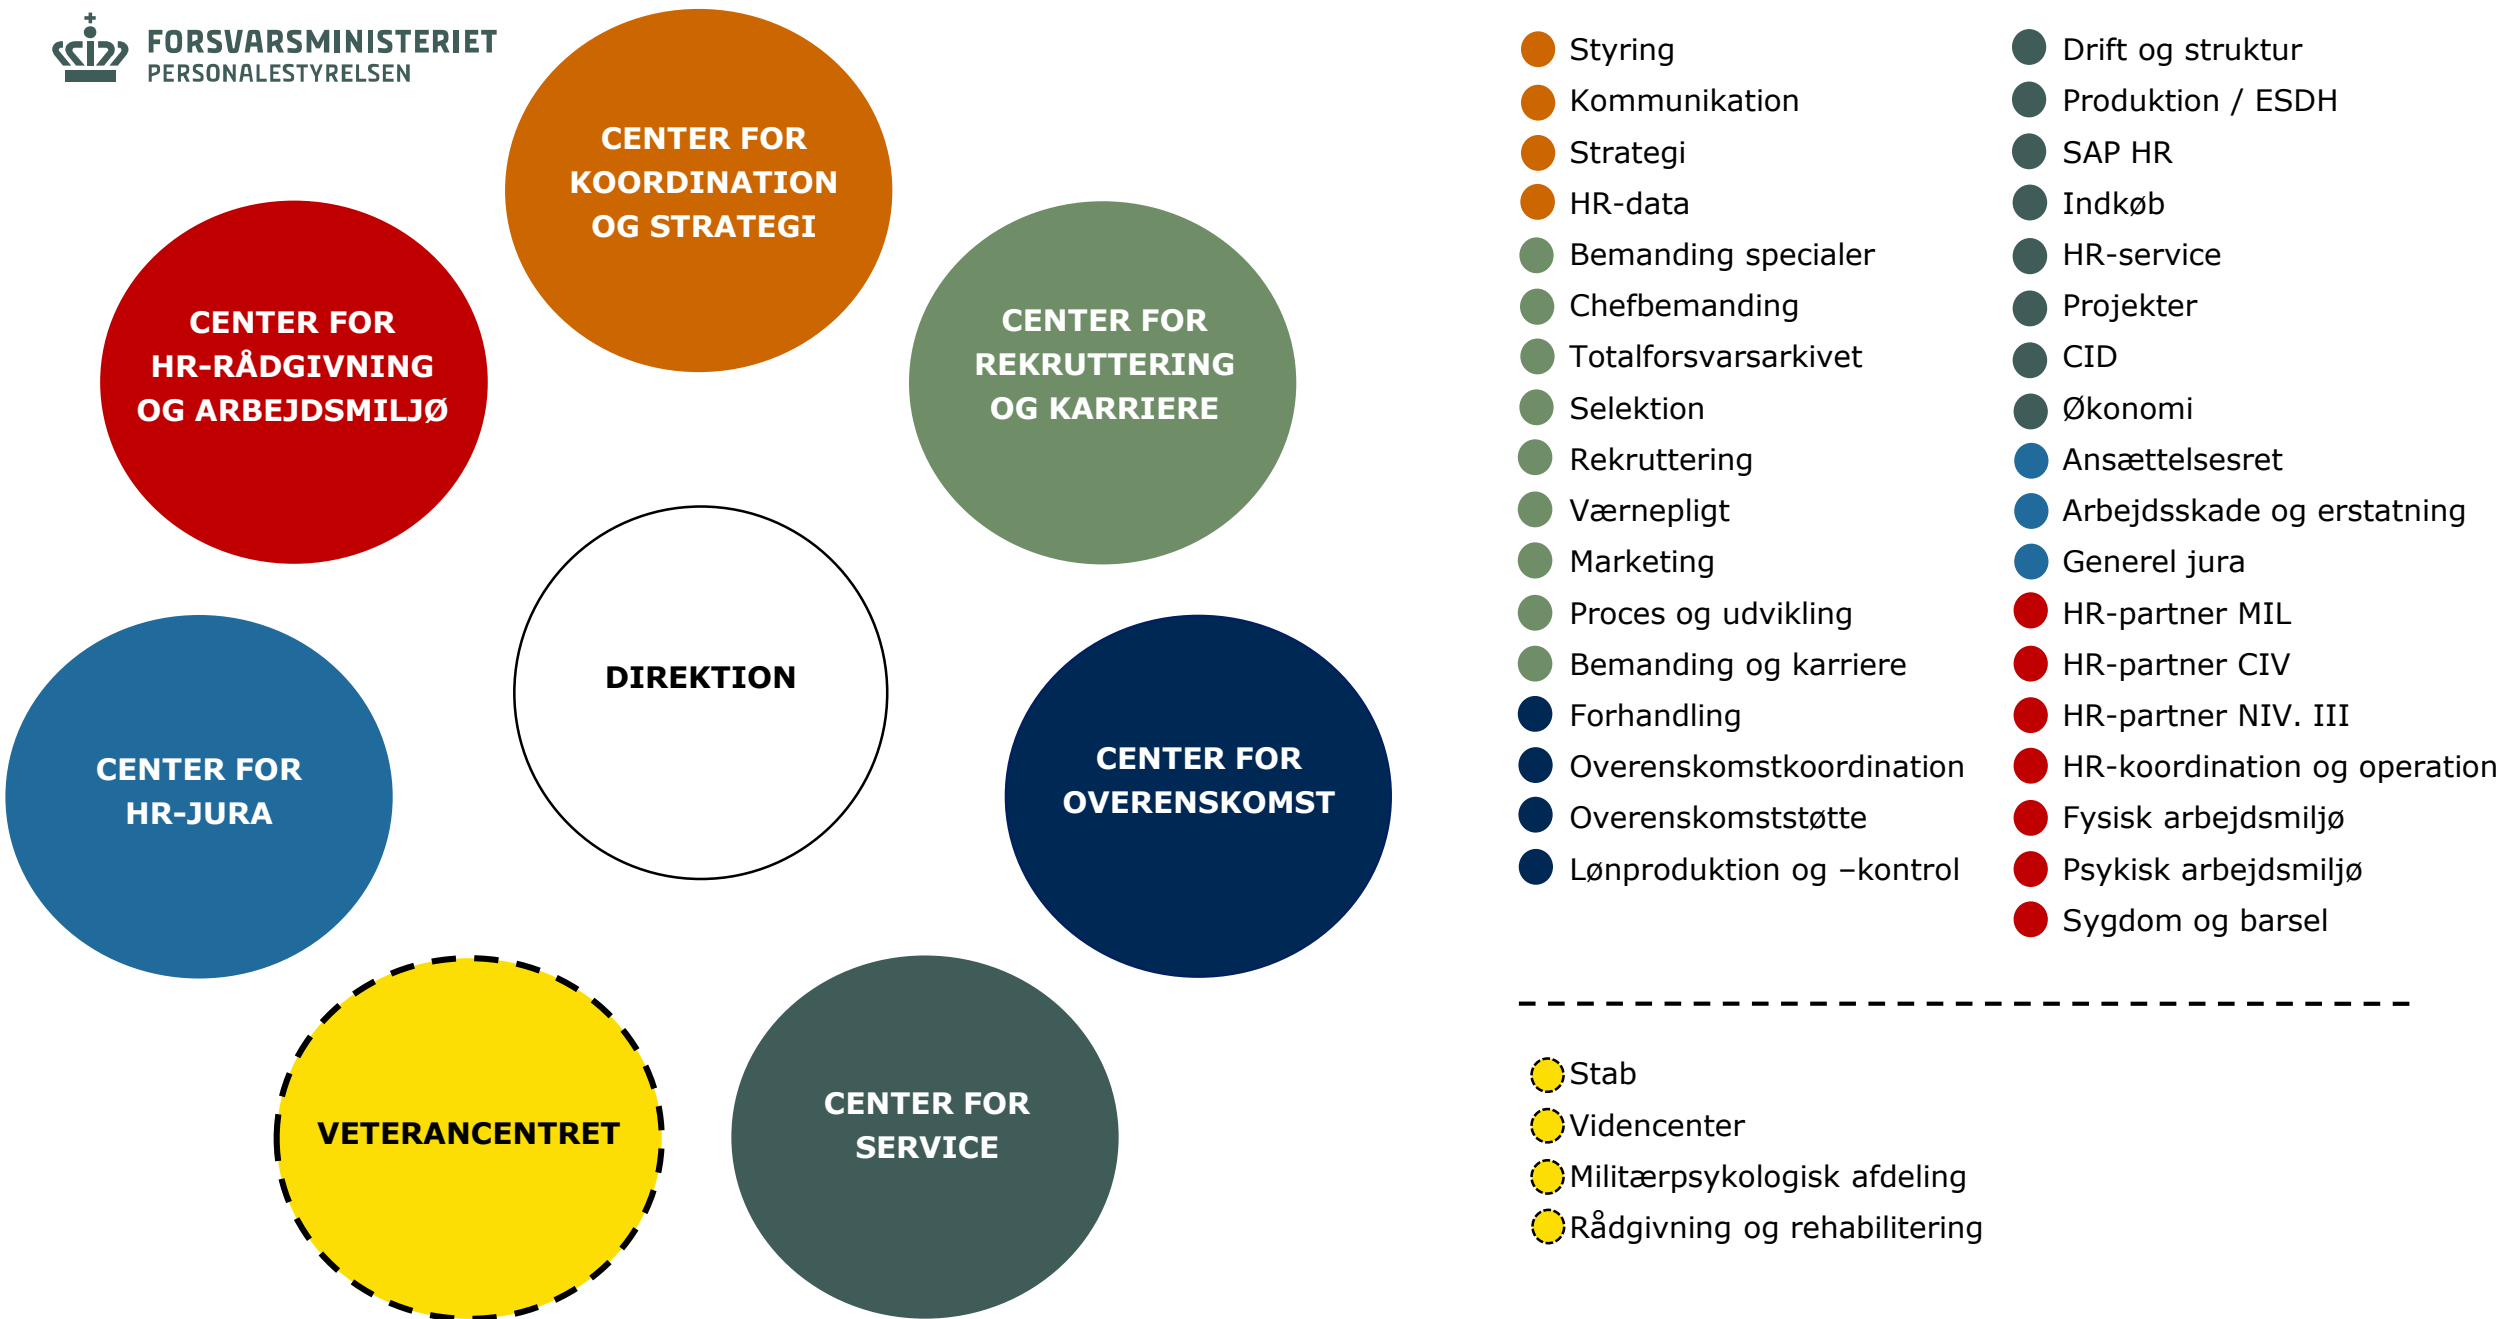 FORSVARSMINISTERIET
PERSONALESTYRELSEN
CENTER FOR
KOORDINATION
OG STRATEGI
CENTER FOR
HR-RÅDGIVNING
OG ARBEJDSMILJØ
CENTER FOR
REKRUTTERING
OG KARRIERE
DIREKTION
CENTER FOR
HR-JURA
CENTER FOR
OVERENSKOMST
VETERANCENTRET
CENTER FOR
SERVICE
Styring
Kommunikation
Strategi
HR-data
Bemanding specialer
Chefbemanding
Totalforsvarsarkivet
Selektion
Rekruttering
Værnepligt
Marketing
Proces og udvikling
Bemanding og karriere
Forhandling
Overenskomstkoordination
Overenskomststøtte
Lønproduktion og –kontrol
Drift og struktur
Produktion / ESDH
SAP HR
Indkøb
HR-service
Projekter
CID
Økonomi
Ansættelsesret
Arbejdsskade og erstatning
Generel jura
HR-partner MIL
HR-partner CIV
HR-partner NIV. III
HR-koordination og operation
Fysisk arbejdsmiljø
Psykisk arbejdsmiljø
Sygdom og barsel
Stab
Videncenter
Militærpsykologisk afdeling
Rådgivning og rehabilitering